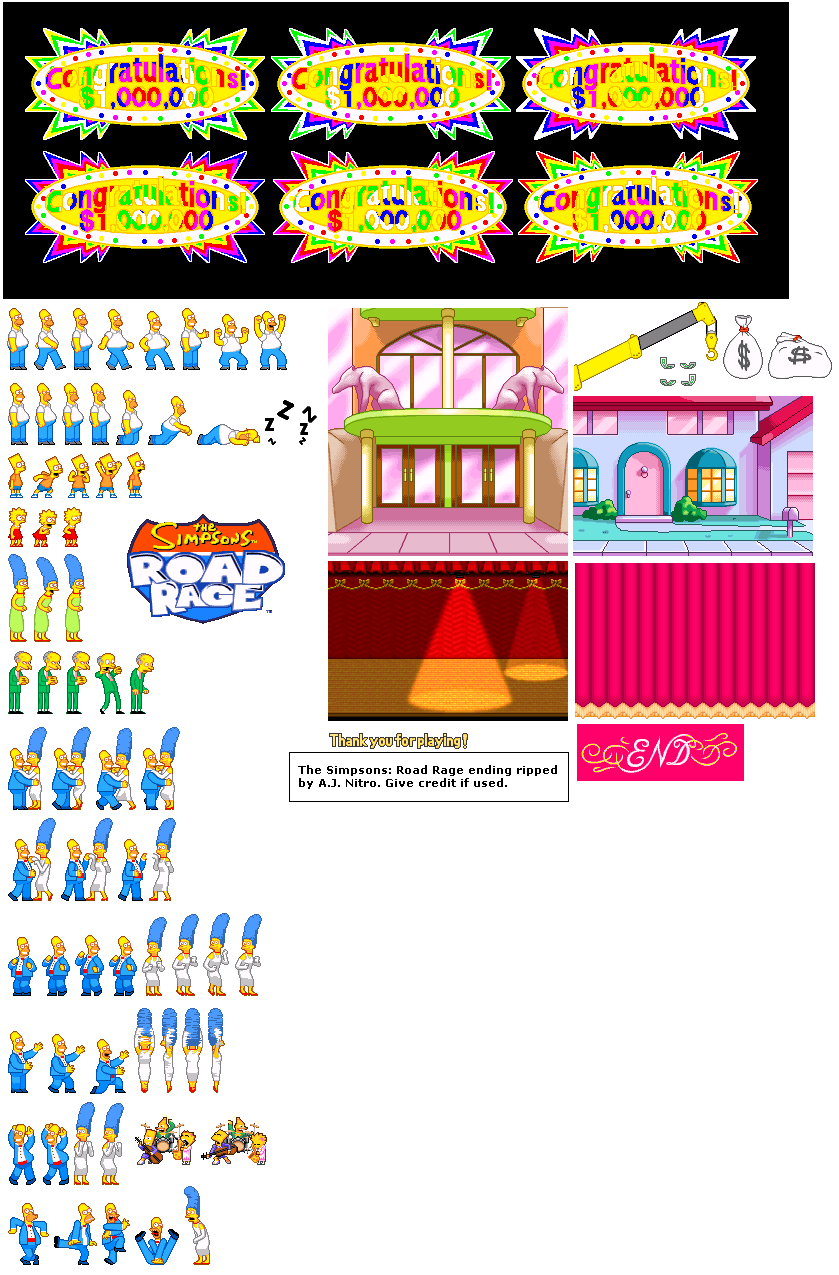 Congratulations!
$1,000,000
Congratulations!
$1,000,000
Congratulations!
$1,000,000
Congratulations!
$1,000,000
Congratulations!
$1,000,000
Congratulations!
$1,000,000
$ $
Z Z Z Z Z Z
the
SIMPSONS™
ROAD
RAGE™
Thank you for playing!
The Simpsons: Road Rage ending ripped
by A.J. Nitro. Give credit if used.
END